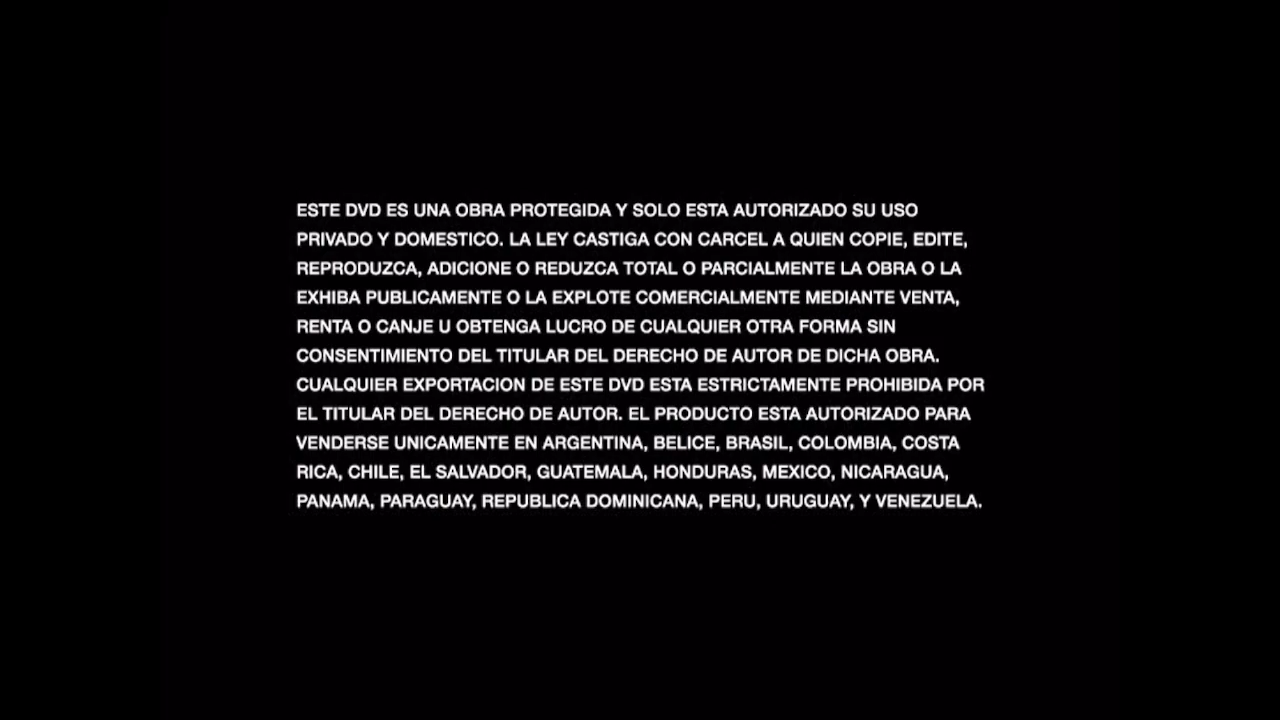 ESTE DVD ES UNA OBRA PROTEGIDA Y SOLO ESTA AUTORIZADO SU USO
PRIVADO Y DOMESTICO. LA LEY CASTIGA CON CARCEL A QUIEN COPIE, EDITE,
REPRODUZCA, ADICIONE O REDUZCA TOTAL O PARCIALMENTE LA OBRA O LA
EXHIBA PUBLICAMENTE O LA EXPLOTE COMERCIALMENTE MEDIANTE VENTA,
RENTA O CANJE U OBTENGA LUCRO DE CUALQUIER OTRA FORMA SIN
CONSENTIMIENTO DEL TITULAR DEL DERECHO DE AUTOR DE DICHA OBRA.
CUALQUIER EXPORTACION DE ESTE DVD ESTA ESTRICTAMENTE PROHIBIDA POR
EL TITULAR DEL DERECHO DE AUTOR. EL PRODUCTO ESTA AUTORIZADO PARA
VENDERSE UNICAMENTE EN ARGENTINA, BELICE, BRASIL, COLOMBIA, COSTA
RICA, CHILE, EL SALVADOR, GUATEMALA, HONDURAS, MEXICO, NICARAGUA,
PANAMA, PARAGUAY, REPUBLICA DOMINICANA, PERU, URUGUAY, Y VENEZUELA.